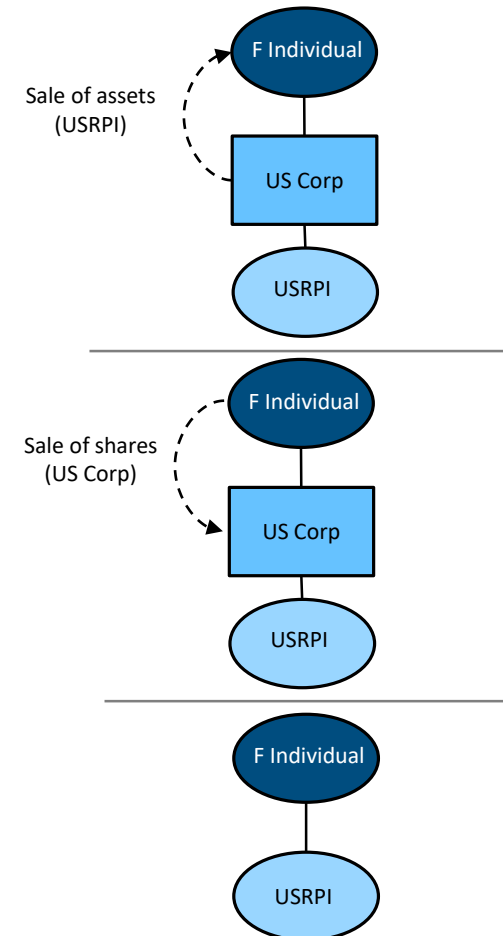 F Individual
Sale of assets
(USRPI)
US Corp
USRPI
F Individual
Sale of shares
(US Corp)
US Corp
USRPI
F Individual
USRPI